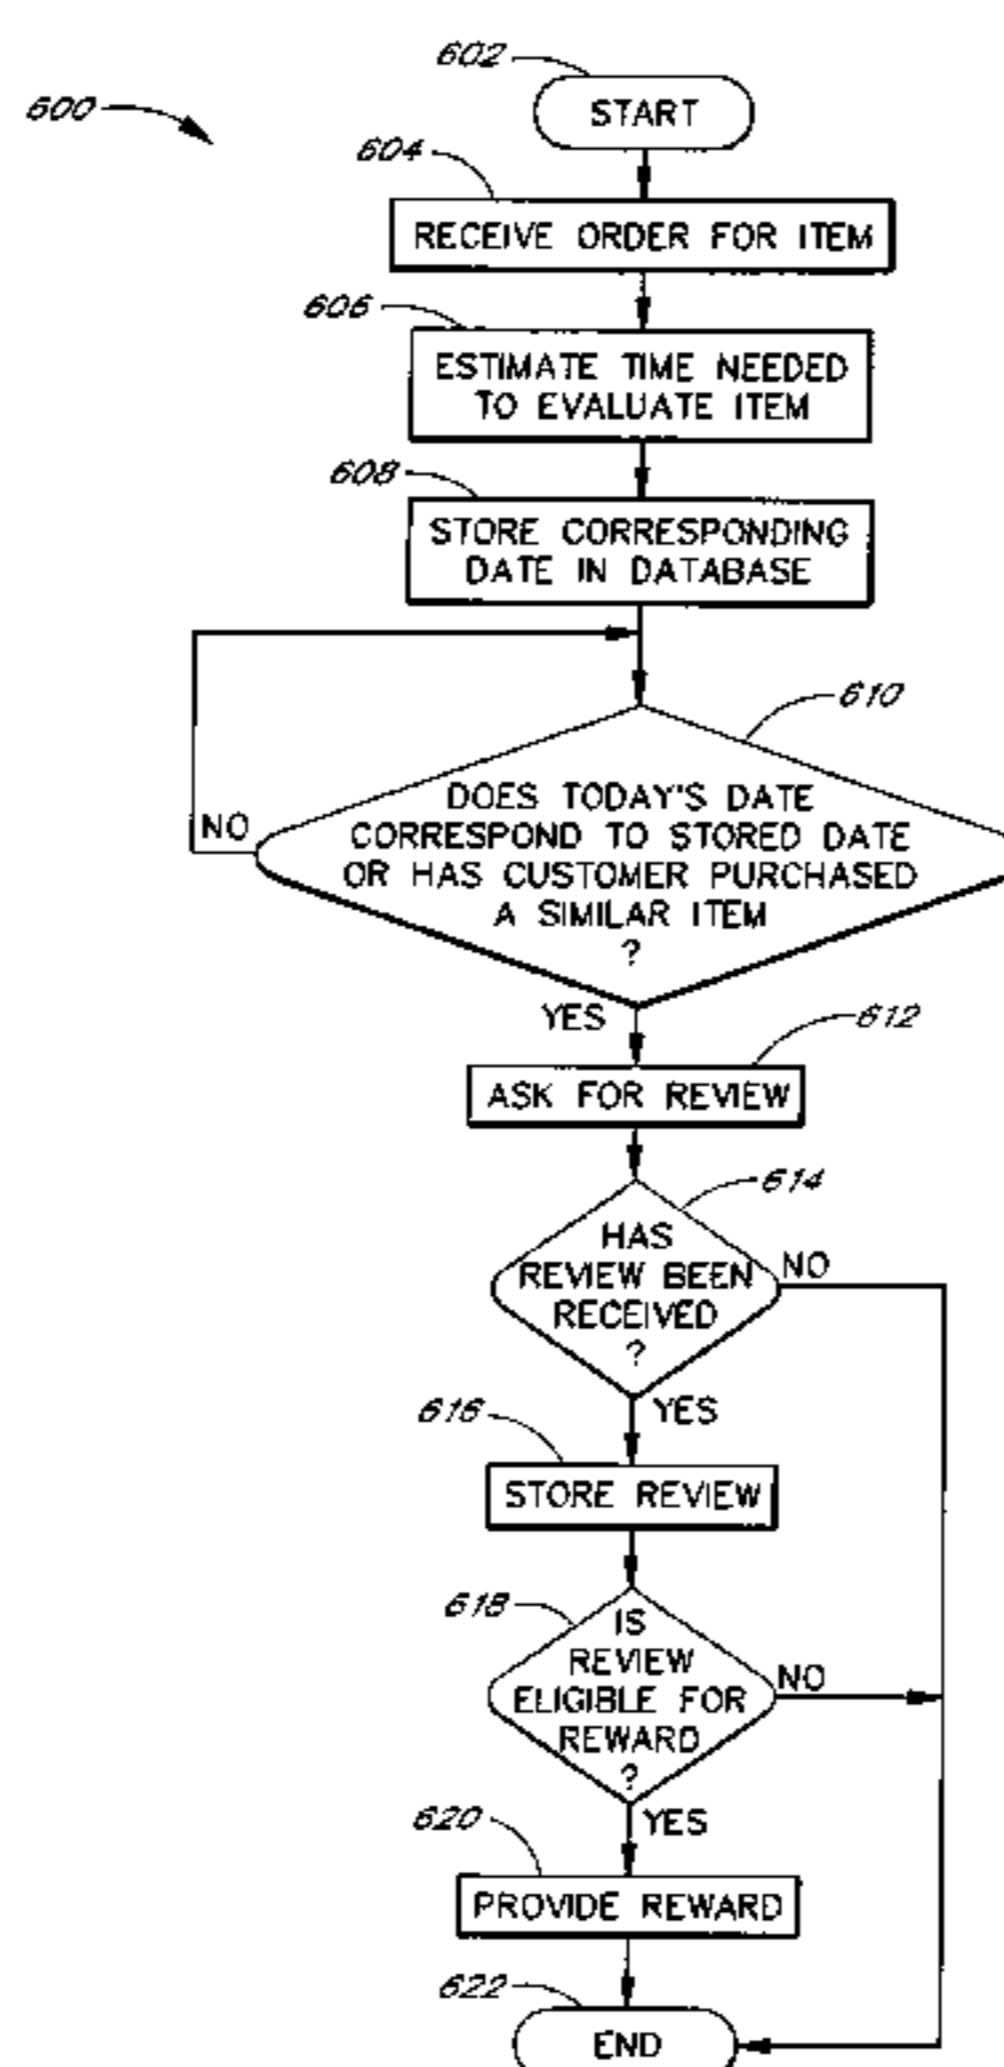 602
START
600
604
RECEIVE ORDER FOR ITEM
606
ESTIMATE TIME NEEDED
TO EVALUATE ITEM
608
STORE CORRESPONDING
DATE IN DATABASE
610
DOES TODAY'S DATE
CORRESPOND TO STORED DATE
OR HAS CUSTOMER PURCHASED
A SIMILAR ITEM
?
NO
YES
612
ASK FOR REVIEW
614
HAS
REVIEW BEEN
RECEIVED
?
NO
YES
616
STORE REVIEW
618
IS
REVIEW
ELIGIBLE FOR
REWARD
?
NO
YES
620
PROVIDE REWARD
622
END